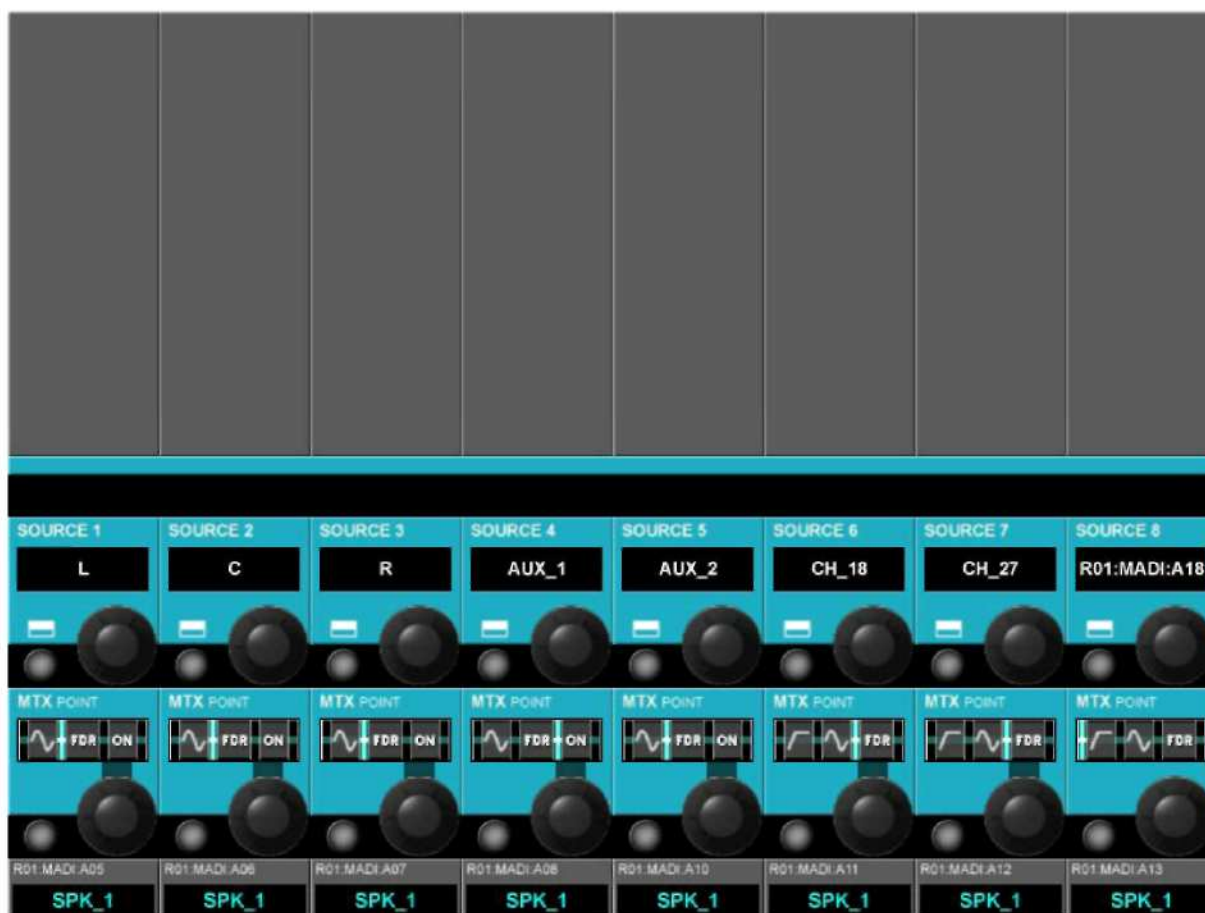 SOURCE 1 SOURCE 2 SOURCE 3 SOURCE 4 SOURCE 5 SOURCE 6 SOURCE 7 SOURCE 8
L C R AUX_1 AUX_2 CH_18 CH_27 R01:MADI:A18
MTX POINT MTX POINT MTX POINT MTX POINT MTX POINT MTX POINT MTX POINT MTX POINT
FDR ON FDR ON FDR ON FDR ON FDR ON FDR FDR FDR
R01:MADI:A05 R01:MADI:A06 R01:MADI:A07 R01:MADI:A08 R01:MADI:A10 R01:MADI:A11 R01:MADI:A12 R01:MADI:A13
SPK_1 SPK_1 SPK_1 SPK_1 SPK_1 SPK_1 SPK_1 SPK_1